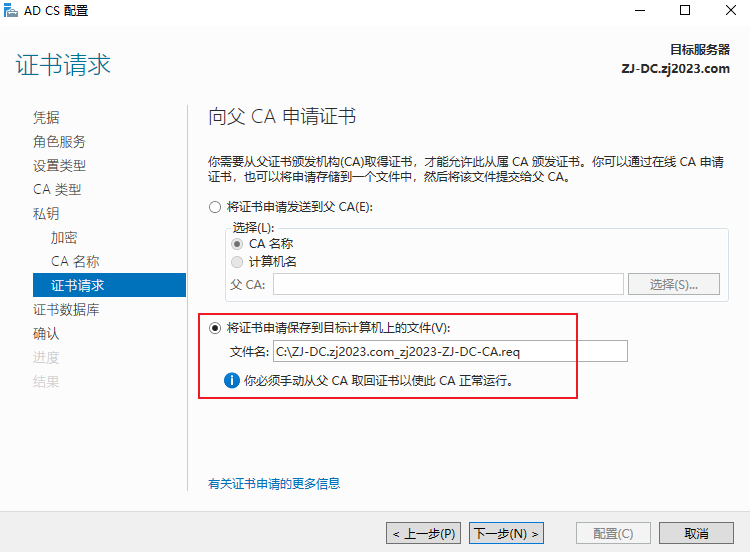 AD CS 配置
证书请求
目标服务器
ZJ-DC.zj2023.com
凭据
角色服务
设置类型
CA 类型
私钥
加密
CA 名称
证书请求
证书数据库
确认
进度
结果
向父 CA 申请证书
你需要从父证书颁发机构(CA)取得证书，才能允许此从属 CA 颁发证书。你可以通过在线 CA 申请
证书，也可以将申请存储到一个文件中，然后将该文件提交给父 CA。
将证书申请发送到父 CA(E):
选择(L):
CA 名称
计算机名
父 CA:
选择(S)...
将证书申请保存到目标计算机上的文件(V):
文件名: C:\ZJ-DC.zj2023.com_zj2023-ZJ-DC-CA.req
你必须手动从父 CA 取回证书以使此 CA 正常运行。
有关证书申请的更多信息
< 上一步(P) 下一步(N) > 配置(C) 取消